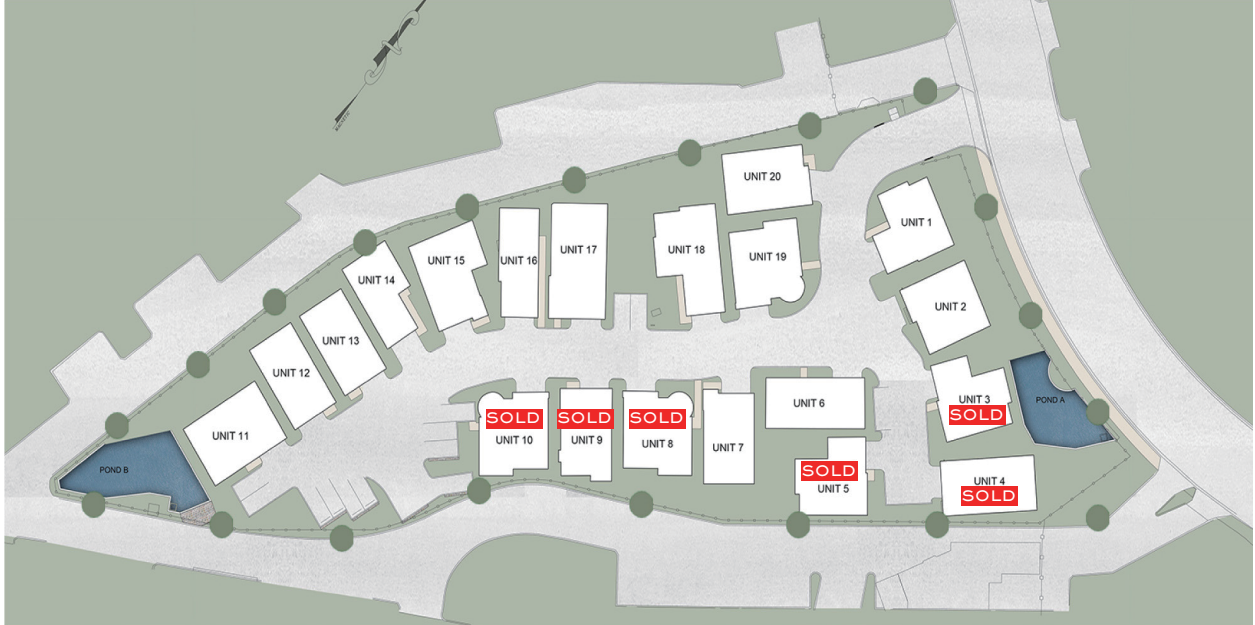 UNIT 20
UNIT 1
UNIT 17
UNIT 18
UNIT 19
UNIT 15
UNIT 16
UNIT 14
UNIT 2
UNIT 13
UNIT 12
UNIT 3
SOLD
POND A
UNIT 6
SOLD
UNIT 10
SOLD
UNIT 9
SOLD
UNIT 8
UNIT 7
UNIT 11
POND B
SOLD
UNIT 5
UNIT 4
SOLD